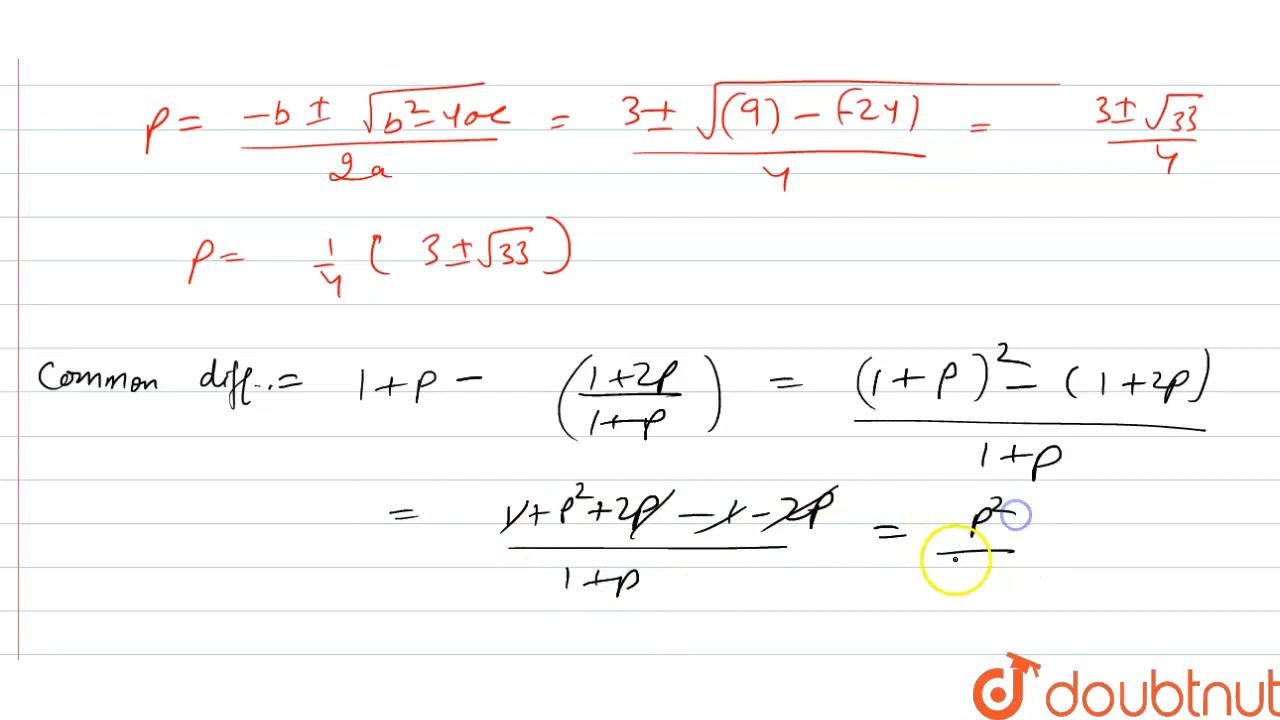 p = -b ± √b²-4ac / 2a = 3 ± √(9) - (-24) / 4 = 3 ± √33 / 4
p = 1/4 ( 3 ± √33 )
Common diff.. = 1+p - (1+2p / 1+p) = (1+p)² - (1+2p) / 1+p
= 1+p²+2p -1 -2p / 1+p = p²
doubtnut